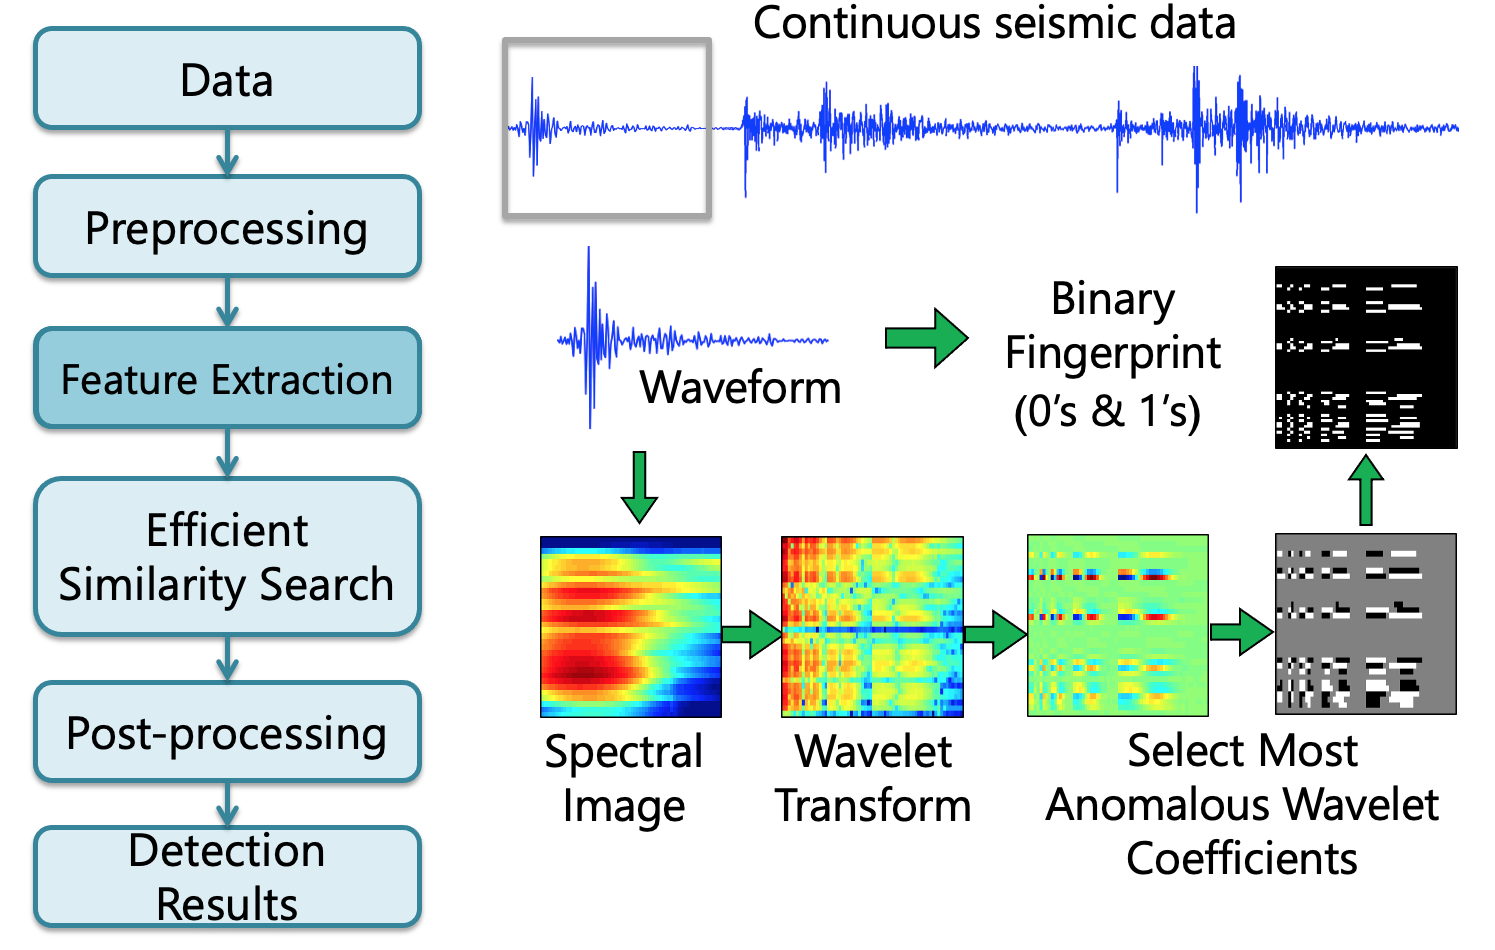 Data
Preprocessing
Feature Extraction
Efficient
Similarity Search
Post-processing
Detection
Results
Continuous seismic data
Waveform
Binary
Fingerprint
(0’s & 1’s)
Spectral
Image
Wavelet
Transform
Select Most
Anomalous Wavelet
Coefficients